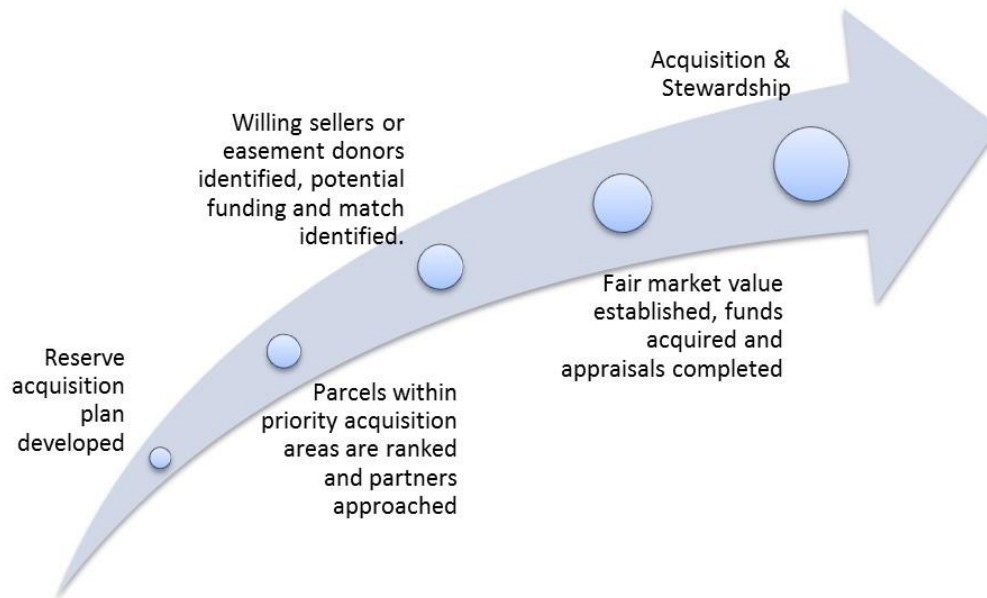 Reserve
acquisition
plan
developed
Parcels within
priority acquisition
areas are ranked
and partners
approached
Willing sellers or
easement donors
identified, potential
funding and match
identified.
Fair market value
established, funds
acquired and
appraisals completed
Acquisition &
Stewardship